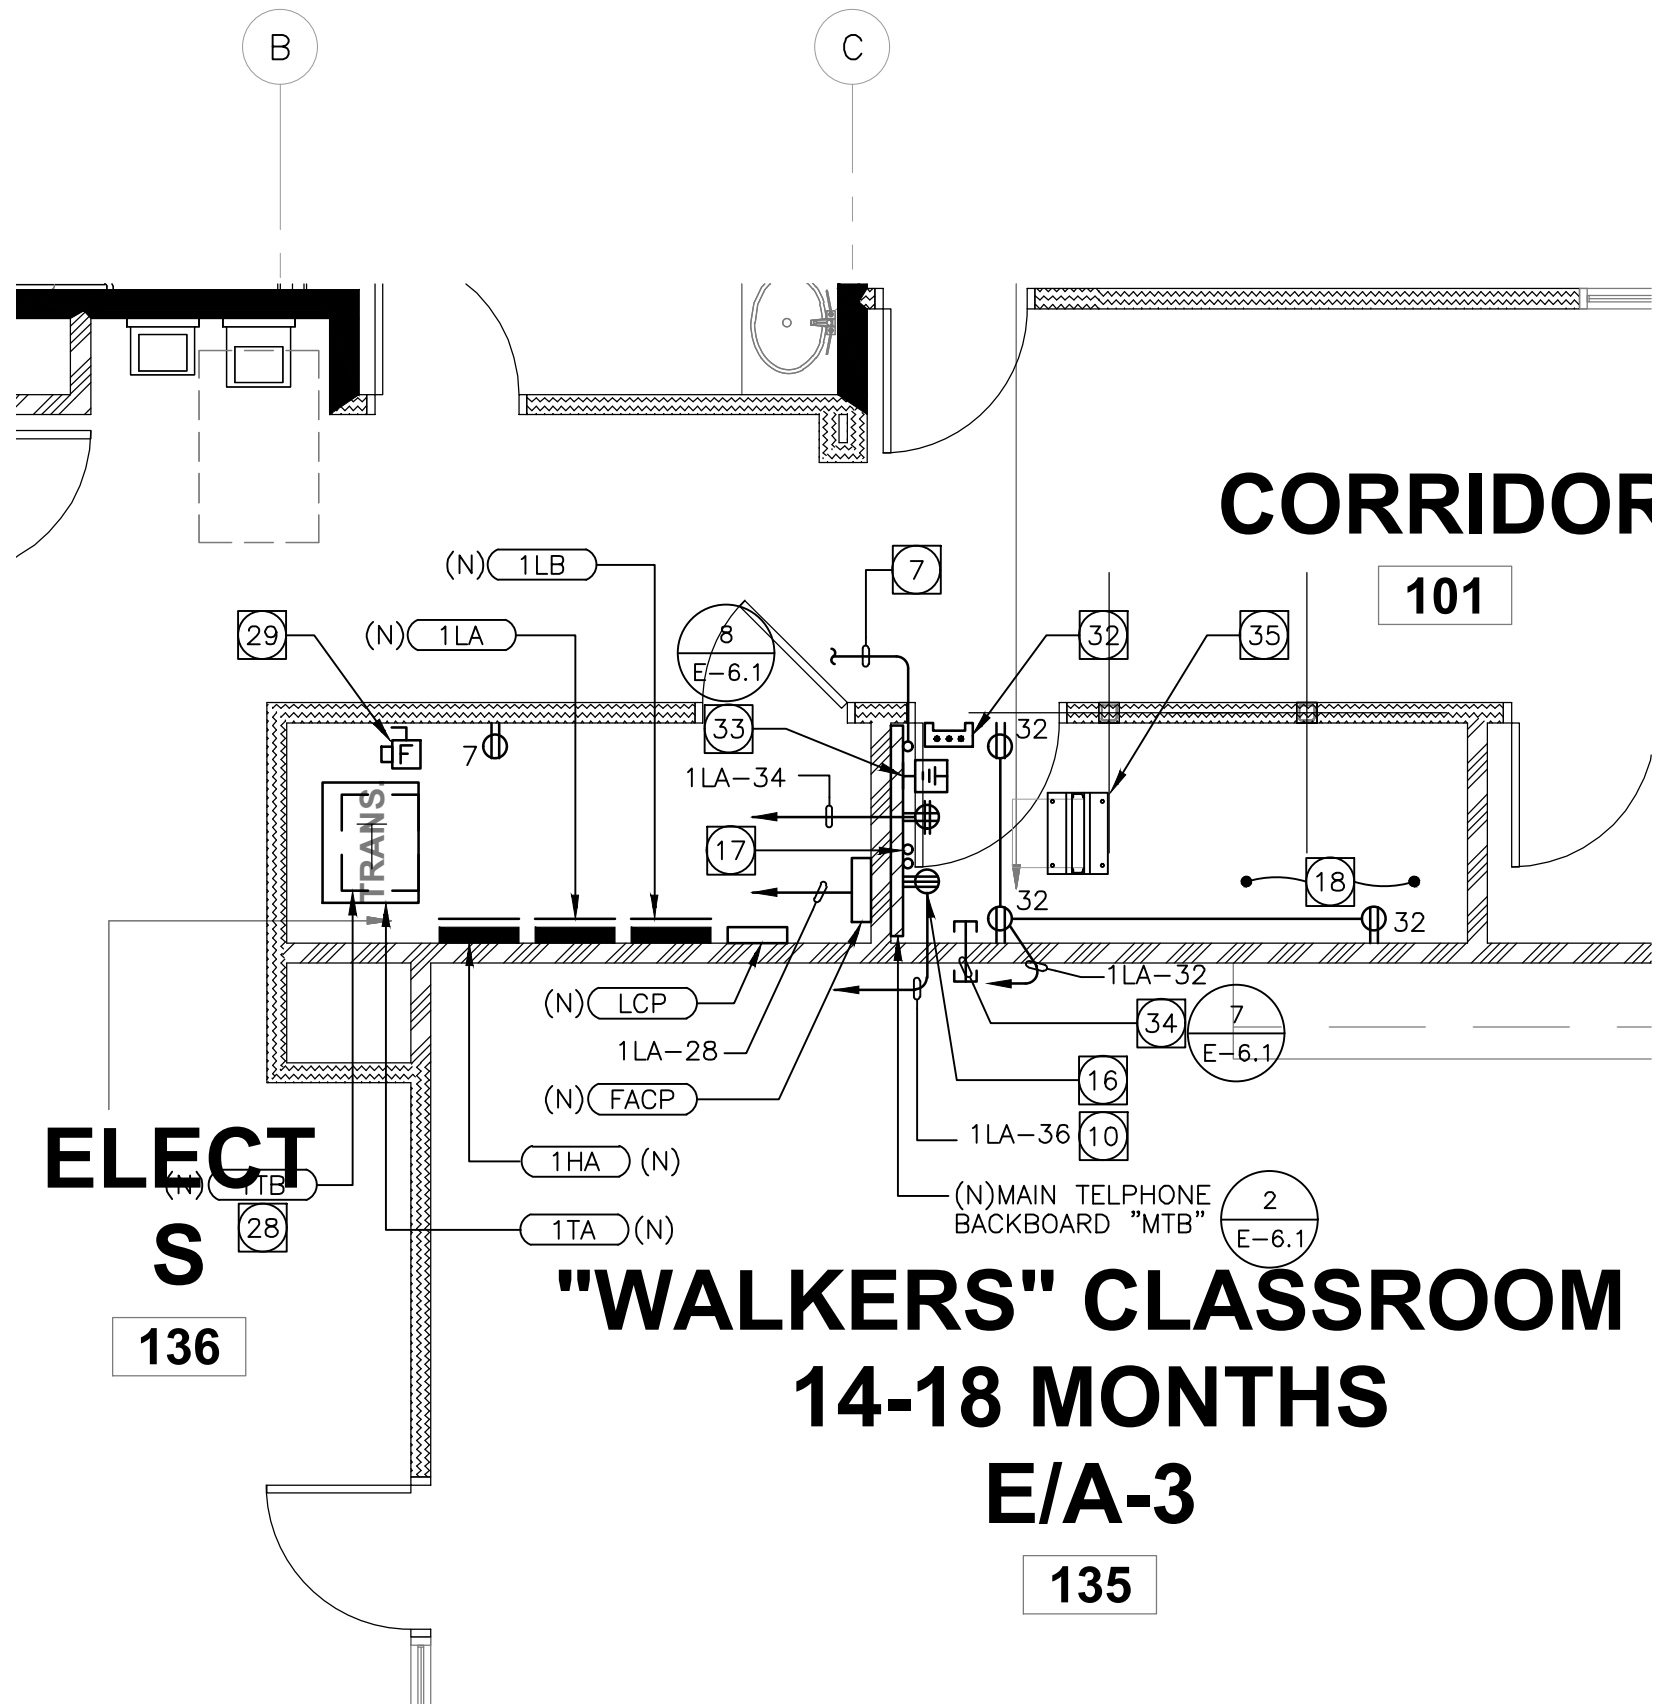 B
C
CORRIDOR
101
(N) 1LB
7
29
(N) 1LA
8
E-6.1
32
35
33
F
7
32
1LA-34
TRANS.
17
18
32
32
1LA-32
(N) LCP
34
7
E-6.1
1LA-28
16
(N) FACP
1LA-36 10
1HA (N)
ELECT
S
136
(N) 1TB
28
1TA (N)
(N)MAIN TELPHONE
BACKBOARD "MTB"
2
E-6.1
"WALKERS" CLASSROOM
14-18 MONTHS
E/A-3
135